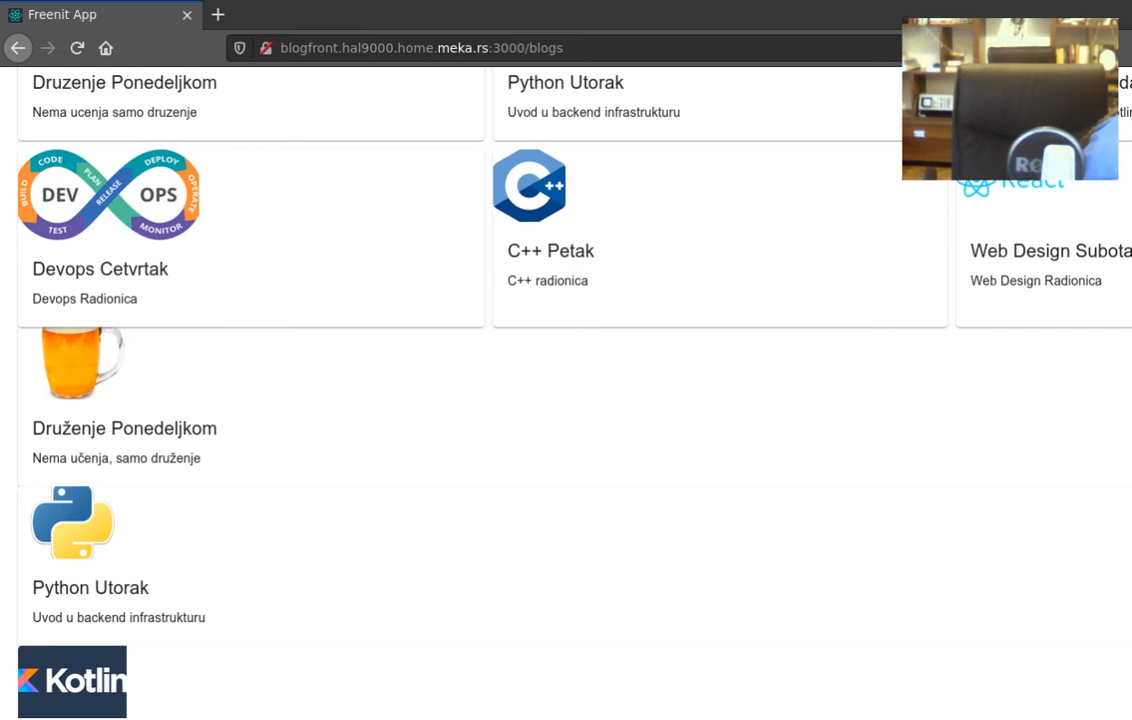 Freenit App
blogfront.hal9000.home.meka.rs:3000/blogs
Druzenje Ponedeljkom
Python Utorak
Nema ucenja samo druzenje
Uvod u backend infrastrukturu
CODE
DEPLOY
BUILD
PLAN
RELEASE
OPERATE
DEV
OPS
TEST
MONITOR
C++
React
Devops Cetvrtak
C++ Petak
Web Design Subota
Devops Radionica
C++ radionica
Web Design Radionica
Druženje Ponedeljkom
Nema učenja, samo druženje
Python Utorak
Uvod u backend infrastrukturu
Kotlin